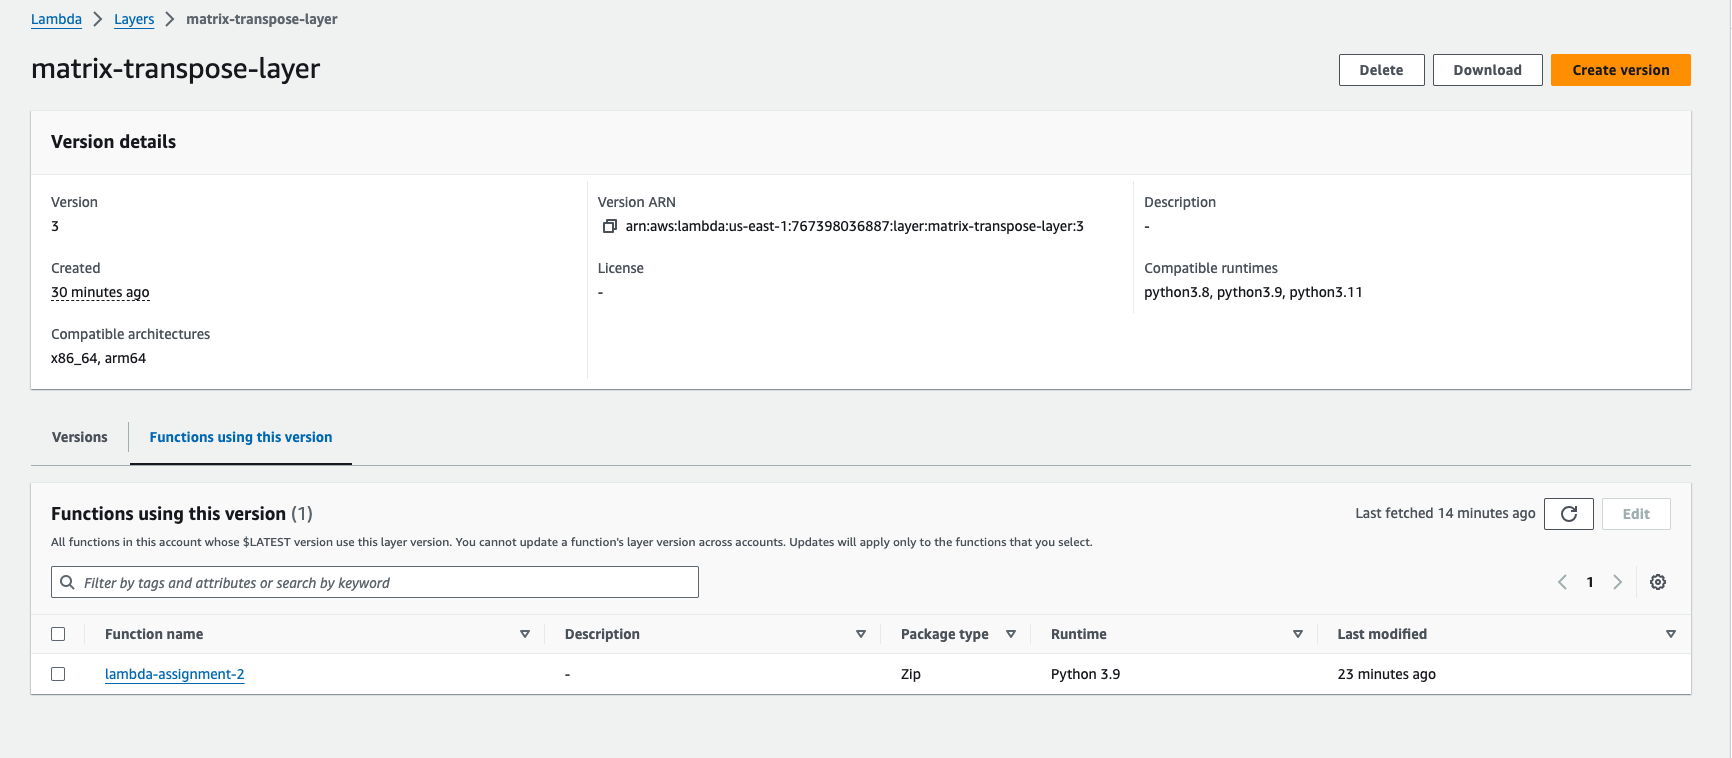 Lambda > Layers > matrix-transpose-layer
matrix-transpose-layer
Delete Download Create version
Version details
Version Version ARN Description
3 arn:aws:lambda:us-east-1:767398036887:layer:matrix-transpose-layer:3 -
Created License Compatible runtimes
30 minutes ago - python3.8, python3.9, python3.11
Compatible architectures
x86_64, arm64
Versions Functions using this version
Functions using this version (1) Last fetched 14 minutes ago Edit
All functions in this account whose $LATEST version use this layer version. You cannot update a function's layer version across accounts. Updates will apply only to the functions that you select.
Filter by tags and attributes or search by keyword 1
Function name Description Package type Runtime Last modified
lambda-assignment-2 - Zip Python 3.9 23 minutes ago